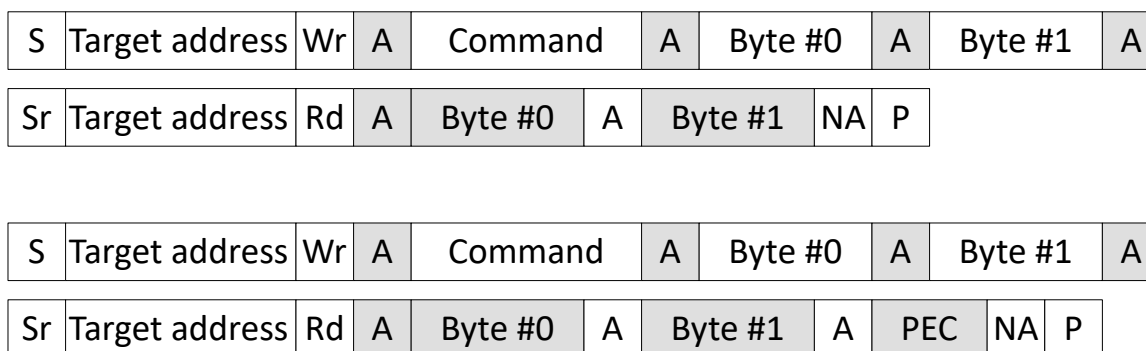 S Target address Wr A Command A Byte #0 A Byte #1 A
Sr Target address Rd A Byte #0 A Byte #1 NA P
S Target address Wr A Command A Byte #0 A Byte #1 A
Sr Target address Rd A Byte #0 A Byte #1 A PEC NA P